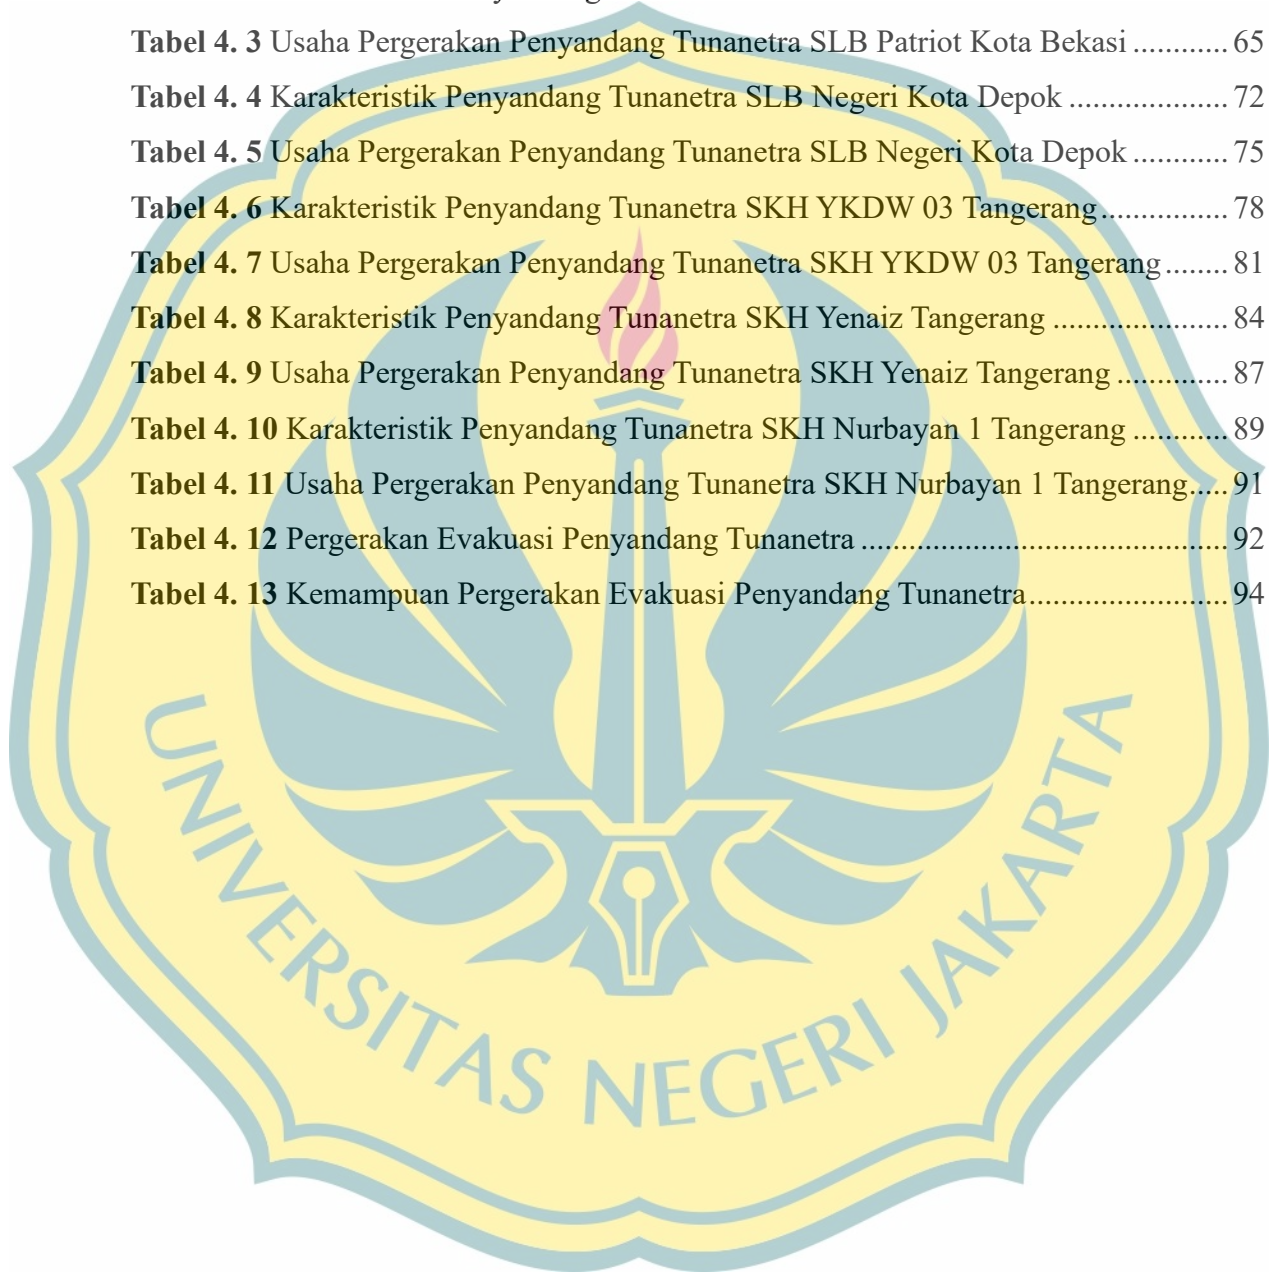 Tabel 4. 3 Usaha Pergerakan Penyandang Tunanetra SLB Patriot Kota Bekasi ............ 65
Tabel 4. 4 Karakteristik Penyandang Tunanetra SLB Negeri Kota Depok .................... 72
Tabel 4. 5 Usaha Pergerakan Penyandang Tunanetra SLB Negeri Kota Depok ............ 75
Tabel 4. 6 Karakteristik Penyandang Tunanetra SKH YKDW 03 Tangerang................ 78
Tabel 4. 7 Usaha Pergerakan Penyandang Tunanetra SKH YKDW 03 Tangerang ........ 81
Tabel 4. 8 Karakteristik Penyandang Tunanetra SKH Yenaiz Tangerang ...................... 84
Tabel 4. 9 Usaha Pergerakan Penyandang Tunanetra SKH Yenaiz Tangerang .............. 87
Tabel 4. 10 Karakteristik Penyandang Tunanetra SKH Nurbayan 1 Tangerang ............ 89
Tabel 4. 11 Usaha Pergerakan Penyandang Tunanetra SKH Nurbayan 1 Tangerang..... 91
Tabel 4. 12 Pergerakan Evakuasi Penyandang Tunanetra .............................................. 92
Tabel 4. 13 Kemampuan Pergerakan Evakuasi Penyandang Tunanetra......................... 94
UNIVERSITAS NEGERI JAKARTA